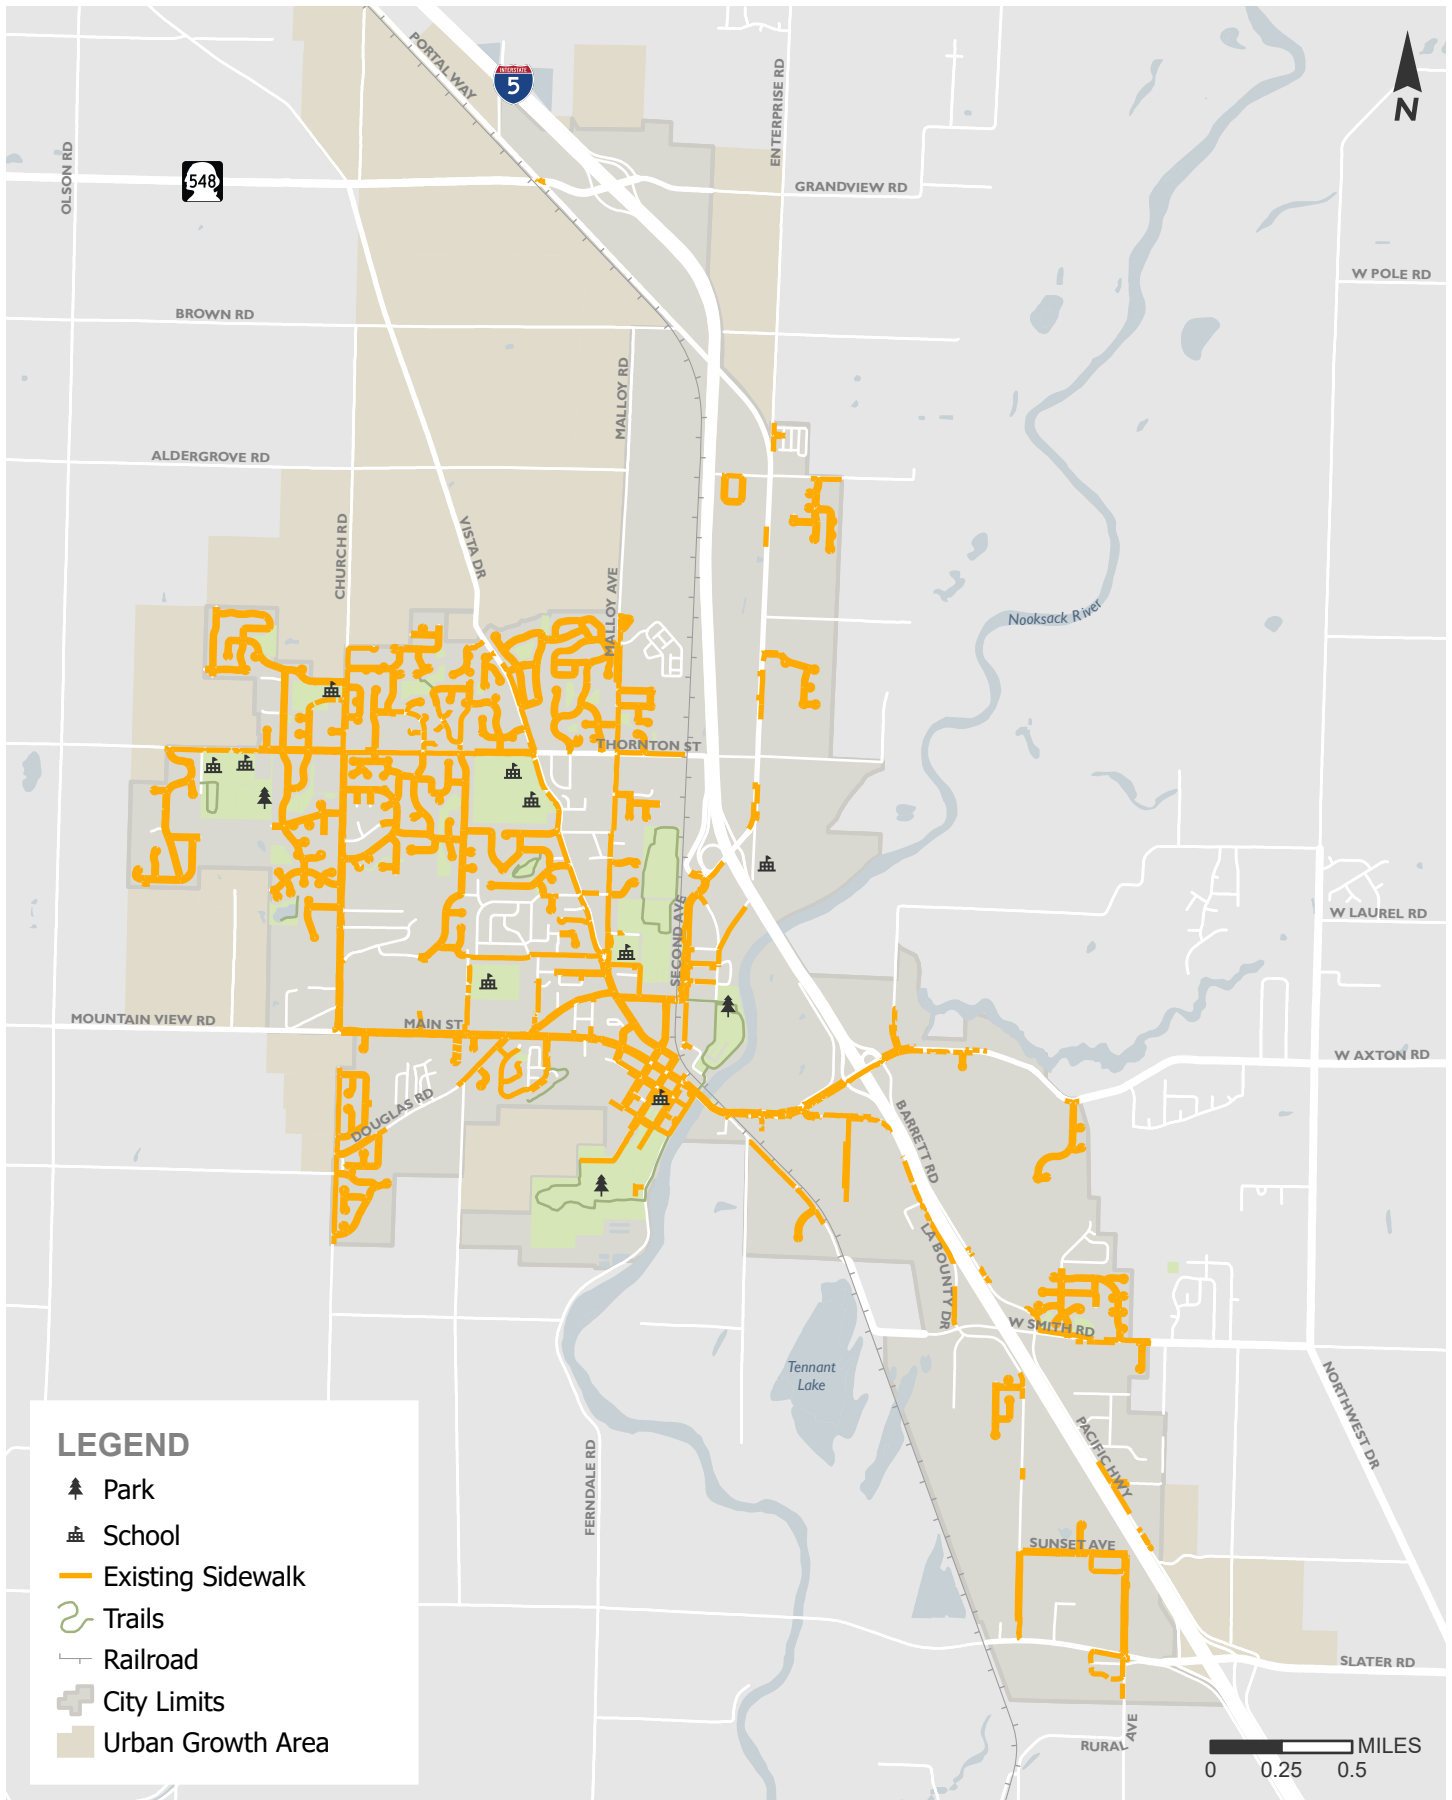 PORTAL WAY
INTERSTATE
5
ENTERPRISE RD
N
OLSON RD
548
GRANDVIEW RD
W POLE RD
BROWN RD
MALLOY RD
ALDERGROVE RD
CHURCH RD
VISTA DR
MALLOY AVE
Nooksack River
THORNTON ST
SECOND AVE
W LAUREL RD
MOUNTAIN VIEW RD
MAIN ST
W AXTON RD
DOUGLAS RD
BARRETT RD
LA BOUNTY DR
W SMITH RD
Tennant
Lake
NORTHWEST DR
PACIFIC HWY
FERNDALE RD
SUNSET AVE
SLATER RD
RURAL AVE
LEGEND
Park
School
Existing Sidewalk
Trails
Railroad
City Limits
Urban Growth Area
MILES
0 0.25 0.5